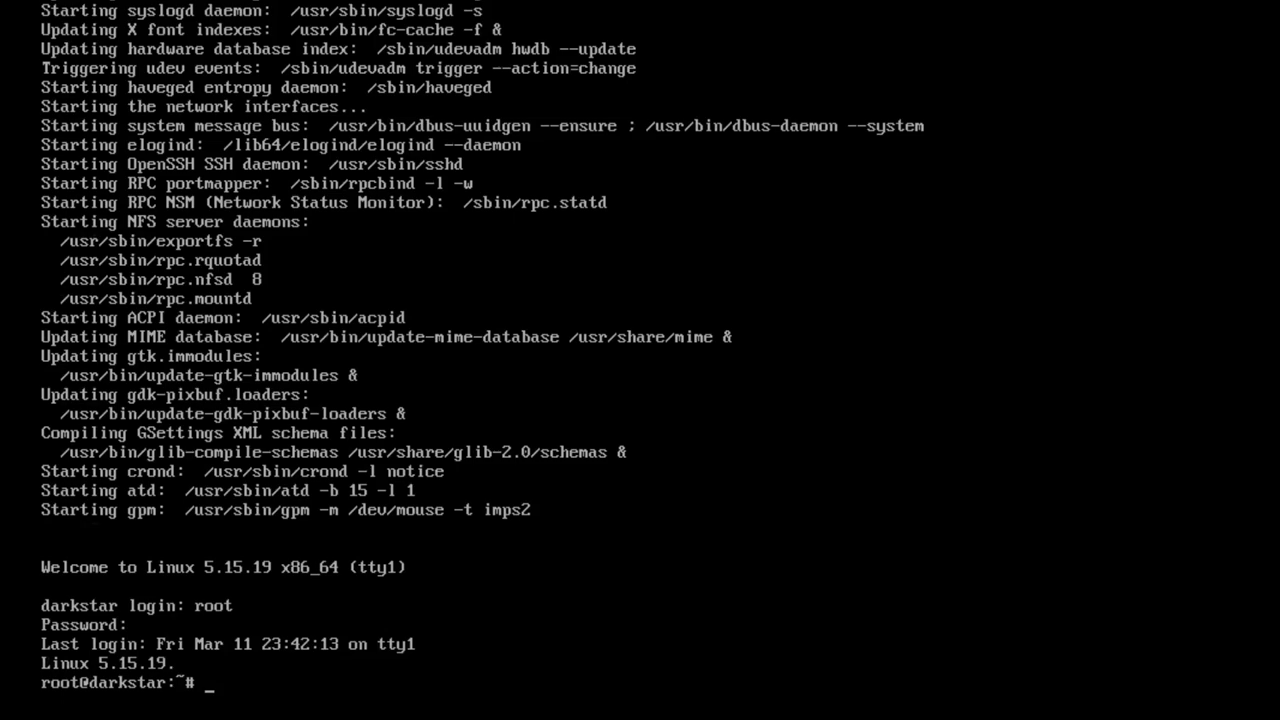 Starting syslogd daemon:  /usr/sbin/syslogd -s
Updating X font indexes:  /usr/bin/fc-cache -f &
Updating hardware database index:  /sbin/udevadm hwdb --update
Triggering udev events:  /sbin/udevadm trigger --action=change
Starting haveged entropy daemon:  /sbin/haveged
Starting the network interfaces...
Starting system message bus:  /usr/bin/dbus-uuidgen --ensure ; /usr/bin/dbus-daemon --system
Starting elogind:  /lib64/elogind/elogind --daemon
Starting OpenSSH SSH daemon:  /usr/sbin/sshd
Starting RPC portmapper:  /sbin/rpcbind -l -w
Starting RPC NSM (Network Status Monitor):  /sbin/rpc.statd
Starting NFS server daemons:
  /usr/sbin/exportfs -r
  /usr/sbin/rpc.rquotad
  /usr/sbin/rpc.nfsd  8
  /usr/sbin/rpc.mountd
Starting ACPI daemon:  /usr/sbin/acpid
Updating MIME database:  /usr/bin/update-mime-database /usr/share/mime &
Updating gtk.immodules:
  /usr/bin/update-gtk-immodules &
Updating gdk-pixbuf.loaders:
  /usr/bin/update-gdk-pixbuf-loaders &
Compiling GSettings XML schema files:
  /usr/bin/glib-compile-schemas /usr/share/glib-2.0/schemas &
Starting crond:  /usr/sbin/crond -l notice
Starting atd:  /usr/sbin/atd -b 15 -l 1
Starting gpm:  /usr/sbin/gpm -m /dev/mouse -t imps2
Welcome to Linux 5.15.19 x86_64 (tty1)
darkstar login: root
Password:
Last login: Fri Mar 11 23:42:13 on tty1
Linux 5.15.19.
root@darkstar:~# _